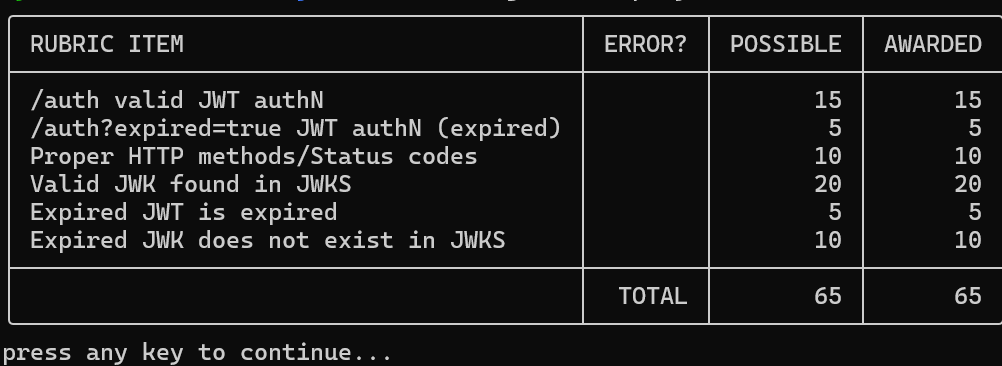 RUBRIC ITEM ERROR? POSSIBLE AWARDED
/auth valid JWT authN 15 15
/auth?expired=true JWT authN (expired) 5 5
Proper HTTP methods/Status codes 10 10
Valid JWK found in JWKS 20 20
Expired JWT is expired 5 5
Expired JWK does not exist in JWKS 10 10
TOTAL 65 65
press any key to continue...